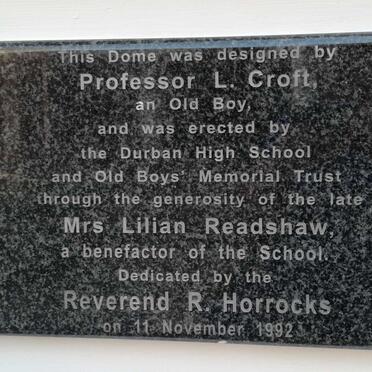 This Dome was designed by
Professor L. Croft,
an Old Boy,
and was erected by
the Durban High School
and Old Boys' Memorial Trust
through the generosity of the late
Mrs Lilian Readshaw,
a benefactor of the School.
Dedicated by the
Reverend R. Horrocks
on 11 November 1992